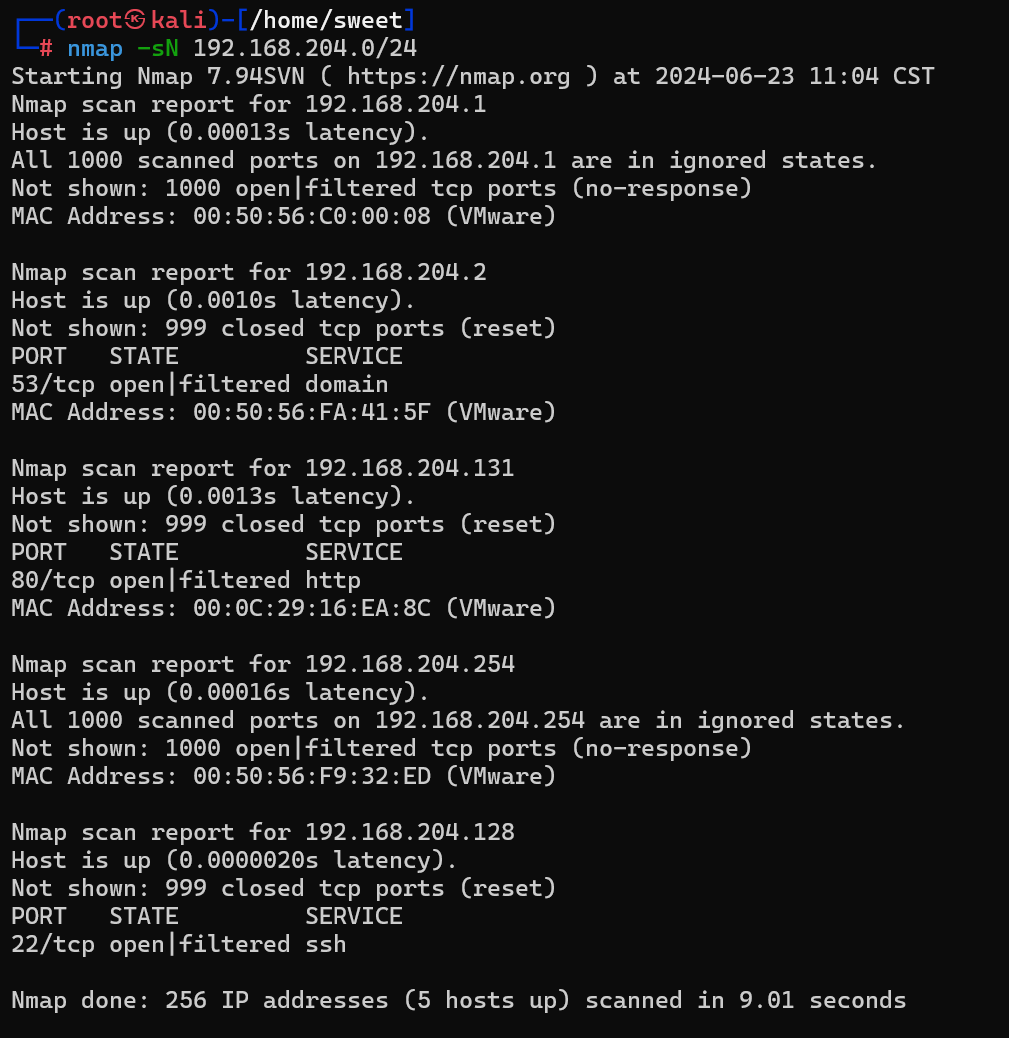 ┌──(root㉿kali)-[/home/sweet]
└─# nmap -sN 192.168.204.0/24
Starting Nmap 7.94SVN ( https://nmap.org ) at 2024-06-23 11:04 CST
Nmap scan report for 192.168.204.1
Host is up (0.00013s latency).
All 1000 scanned ports on 192.168.204.1 are in ignored states.
Not shown: 1000 open|filtered tcp ports (no-response)
MAC Address: 00:50:56:C0:00:08 (VMware)

Nmap scan report for 192.168.204.2
Host is up (0.0010s latency).
Not shown: 999 closed tcp ports (reset)
PORT   STATE         SERVICE
53/tcp open|filtered domain
MAC Address: 00:50:56:FA:41:5F (VMware)

Nmap scan report for 192.168.204.131
Host is up (0.0013s latency).
Not shown: 999 closed tcp ports (reset)
PORT   STATE         SERVICE
80/tcp open|filtered http
MAC Address: 00:0C:29:16:EA:8C (VMware)

Nmap scan report for 192.168.204.254
Host is up (0.00016s latency).
All 1000 scanned ports on 192.168.204.254 are in ignored states.
Not shown: 1000 open|filtered tcp ports (no-response)
MAC Address: 00:50:56:F9:32:ED (VMware)

Nmap scan report for 192.168.204.128
Host is up (0.0000020s latency).
Not shown: 999 closed tcp ports (reset)
PORT   STATE         SERVICE
22/tcp open|filtered ssh

Nmap done: 256 IP addresses (5 hosts up) scanned in 9.01 seconds